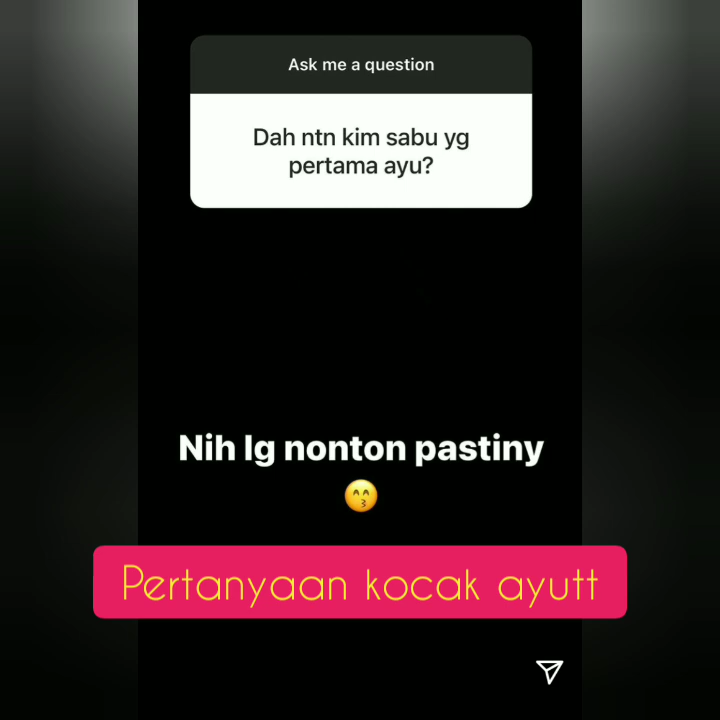 Ask me a question
Dah ntn kim sabu yg
pertama ayu?
Nih lg nonton pastiny
😙
Pertanyaan kocak ayutt